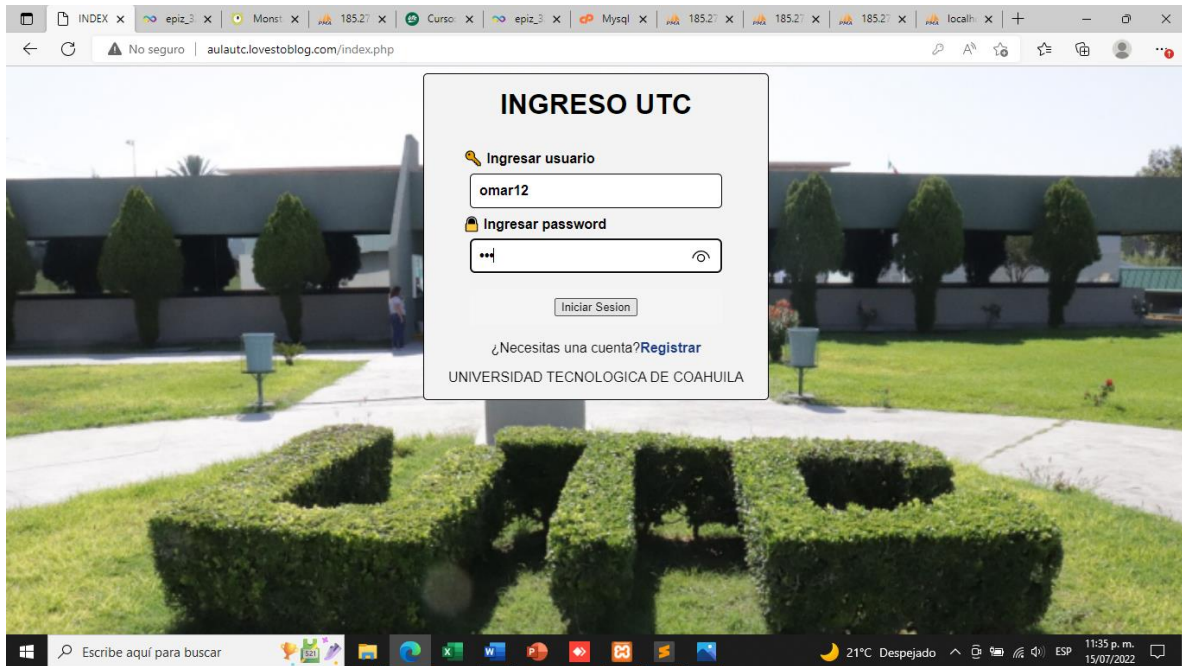 INDEX
epiz_3
Monst
185.27
Curso
epiz_3
Mysql
185.27
185.27
185.27
localh
No seguro
aulautc.lovestoblog.com/index.php
INGRESO UTC
Ingresar usuario
omar12
Ingresar password
•••
Iniciar Sesion
¿Necesitas una cuenta?Registrar
UNIVERSIDAD TECNOLOGICA DE COAHUILA
UTC
Escribe aquí para buscar
21°C Despejado
ESP
11:35 p. m.
15/07/2022